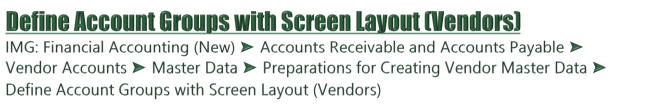 Define Account Groups with Screen Layout (Vendors)
IMG: Financial Accounting (New) ➤ Accounts Receivable and Accounts Payable ➤
Vendor Accounts ➤ Master Data ➤ Preparations for Creating Vendor Master Data ➤
Define Account Groups with Screen Layout (Vendors)